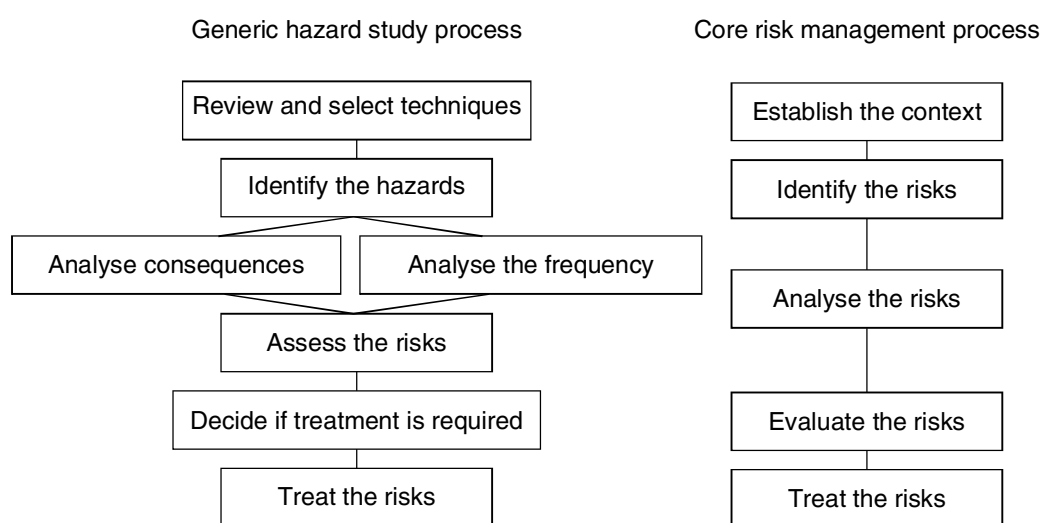 Generic hazard study process
Core risk management process
Review and select techniques
Establish the context
Identify the hazards
Identify the risks
Analyse consequences
Analyse the frequency
Analyse the risks
Assess the risks
Decide if treatment is required
Evaluate the risks
Treat the risks
Treat the risks